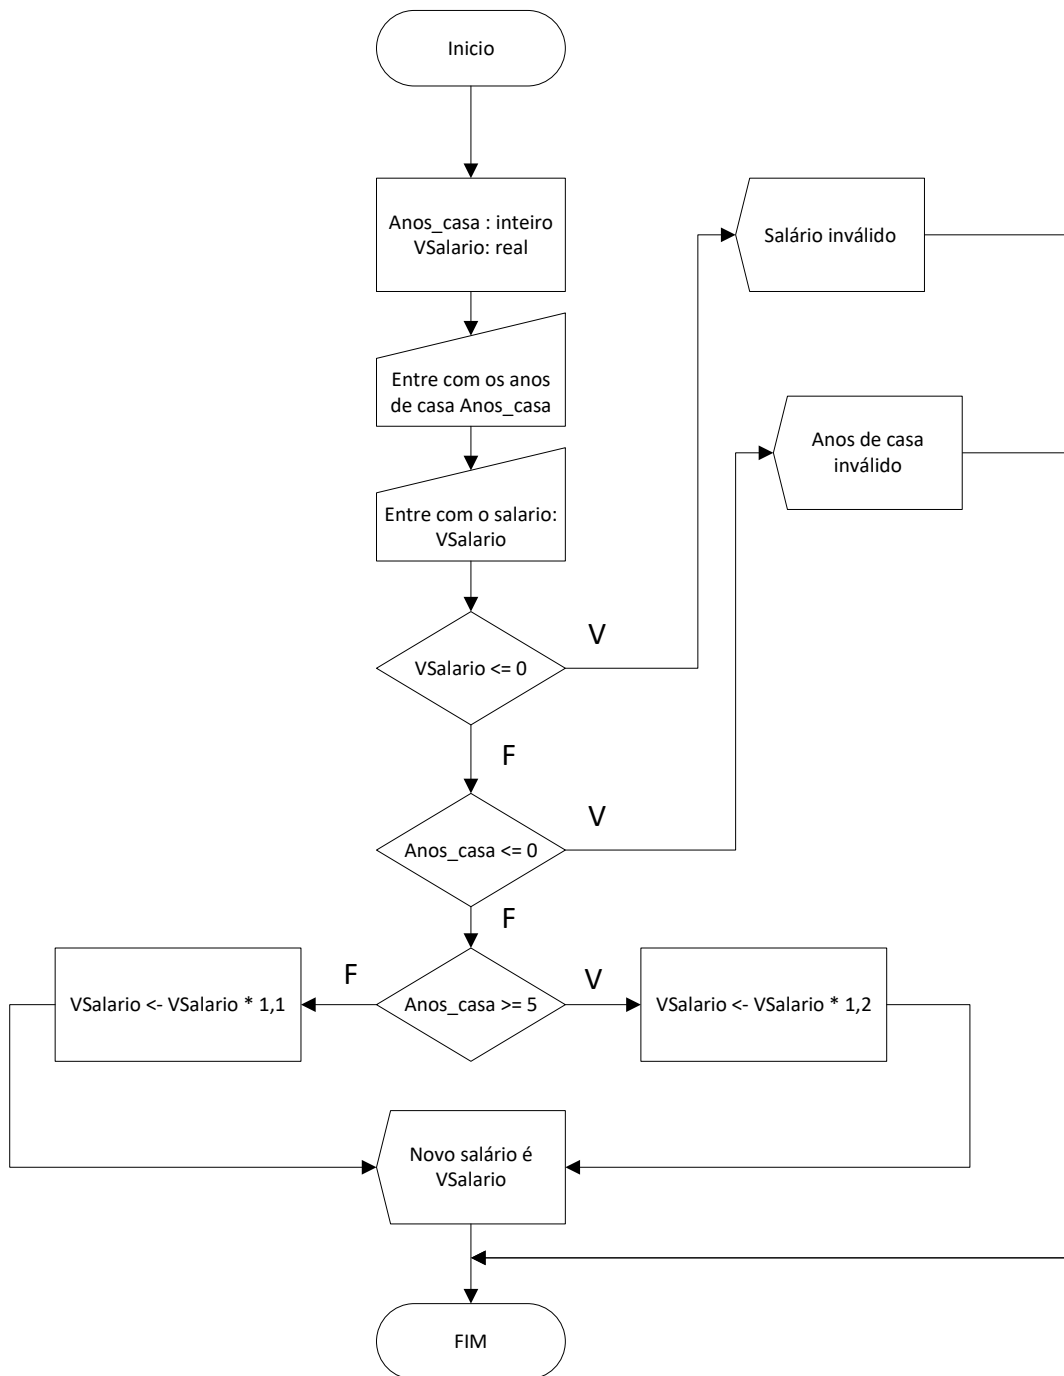 Inicio
Anos_casa : inteiro
VSalario: real
Salário inválido
Entre com os anos
de casa Anos_casa
Anos de casa
inválido
Entre com o salario:
VSalario
VSalario <= 0
V
F
Anos_casa <= 0
V
F
VSalario <- VSalario * 1,1
F
Anos_casa >= 5
V
VSalario <- VSalario * 1,2
Novo salário é
VSalario
FIM